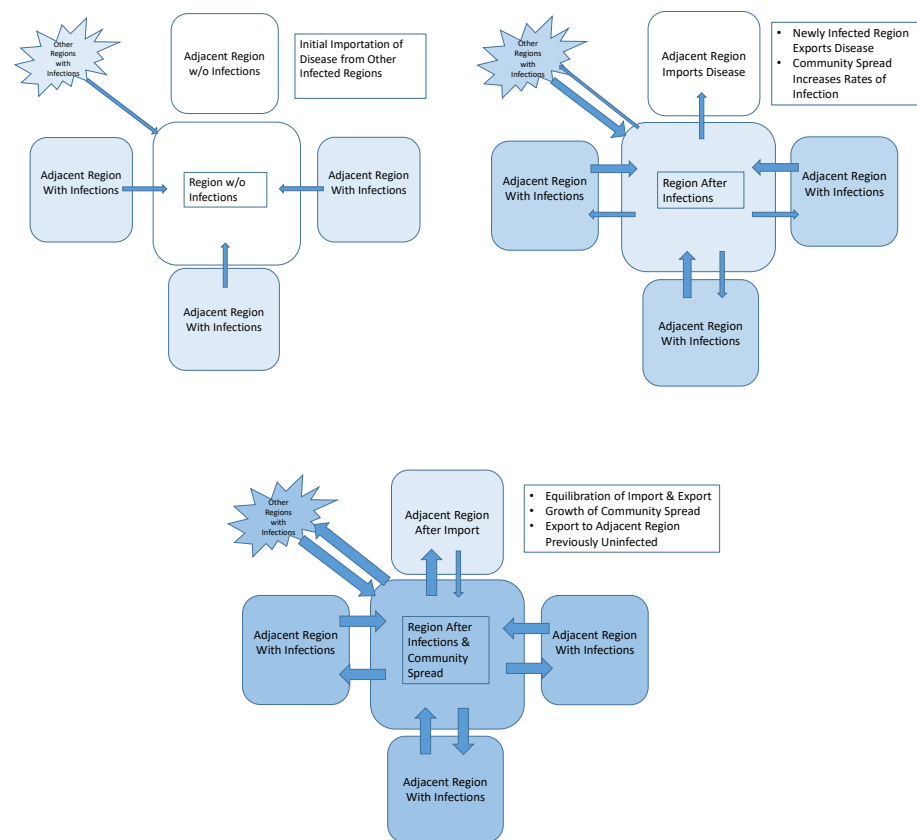 Other
Regions
with
Infections
Adjacent Region
w/o Infections
Initial Importation of
Disease from Other
Infected Regions
Adjacent Region
With Infections
Region w/o
Infections
Adjacent Region
With Infections
Adjacent Region
With Infections
Other
Regions
with
Infections
Adjacent Region
Imports Disease
• Newly Infected Region
Exports Disease
• Community Spread
Increases Rates of
Infection
Adjacent Region
With Infections
Region After
Infections
Adjacent Region
With Infections
Adjacent Region
With Infections
Other
Regions
with
Infections
Adjacent Region
After Import
• Equilibration of Import & Export
• Growth of Community Spread
• Export to Adjacent Region
Previously Uninfected
Adjacent Region
With Infections
Region After
Infections &
Community
Spread
Adjacent Region
With Infections
Adjacent Region
With Infections